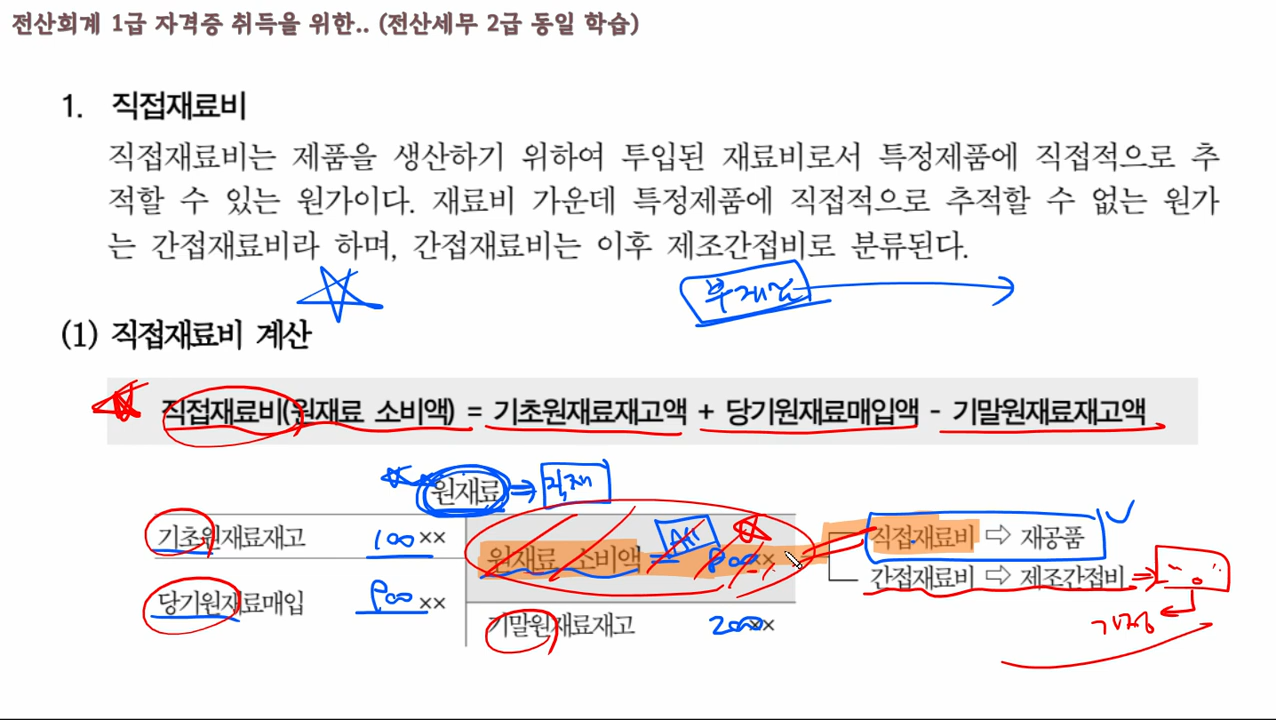 전산회계 1급 자격증 취득을 위한.. (전산세무 2급 동일 학습)
1. 직접재료비
직접재료비는 제품을 생산하기 위하여 투입된 재료비로서 특정제품에 직접적으로 추
적할 수 있는 원가이다. 재료비 가운데 특정제품에 직접적으로 추적할 수 없는 원가
는 간접재료비라 하며, 간접재료비는 이후 제조간접비로 분류된다.
(1) 직접재료비 계산
직접재료비(원재료 소비액) = 기초원재료재고액 + 당기원재료매입액 - 기말원재료재고액
원재료 ⇒ 직재
기초원재료재고 100 ××
원재료 소비액 = 800 ×
직접재료비 ⇨ 재공품
간접재료비 ⇨ 제조간접비 ⇒
당기원재료매입 900 ××
기말원재료재고 200 ×